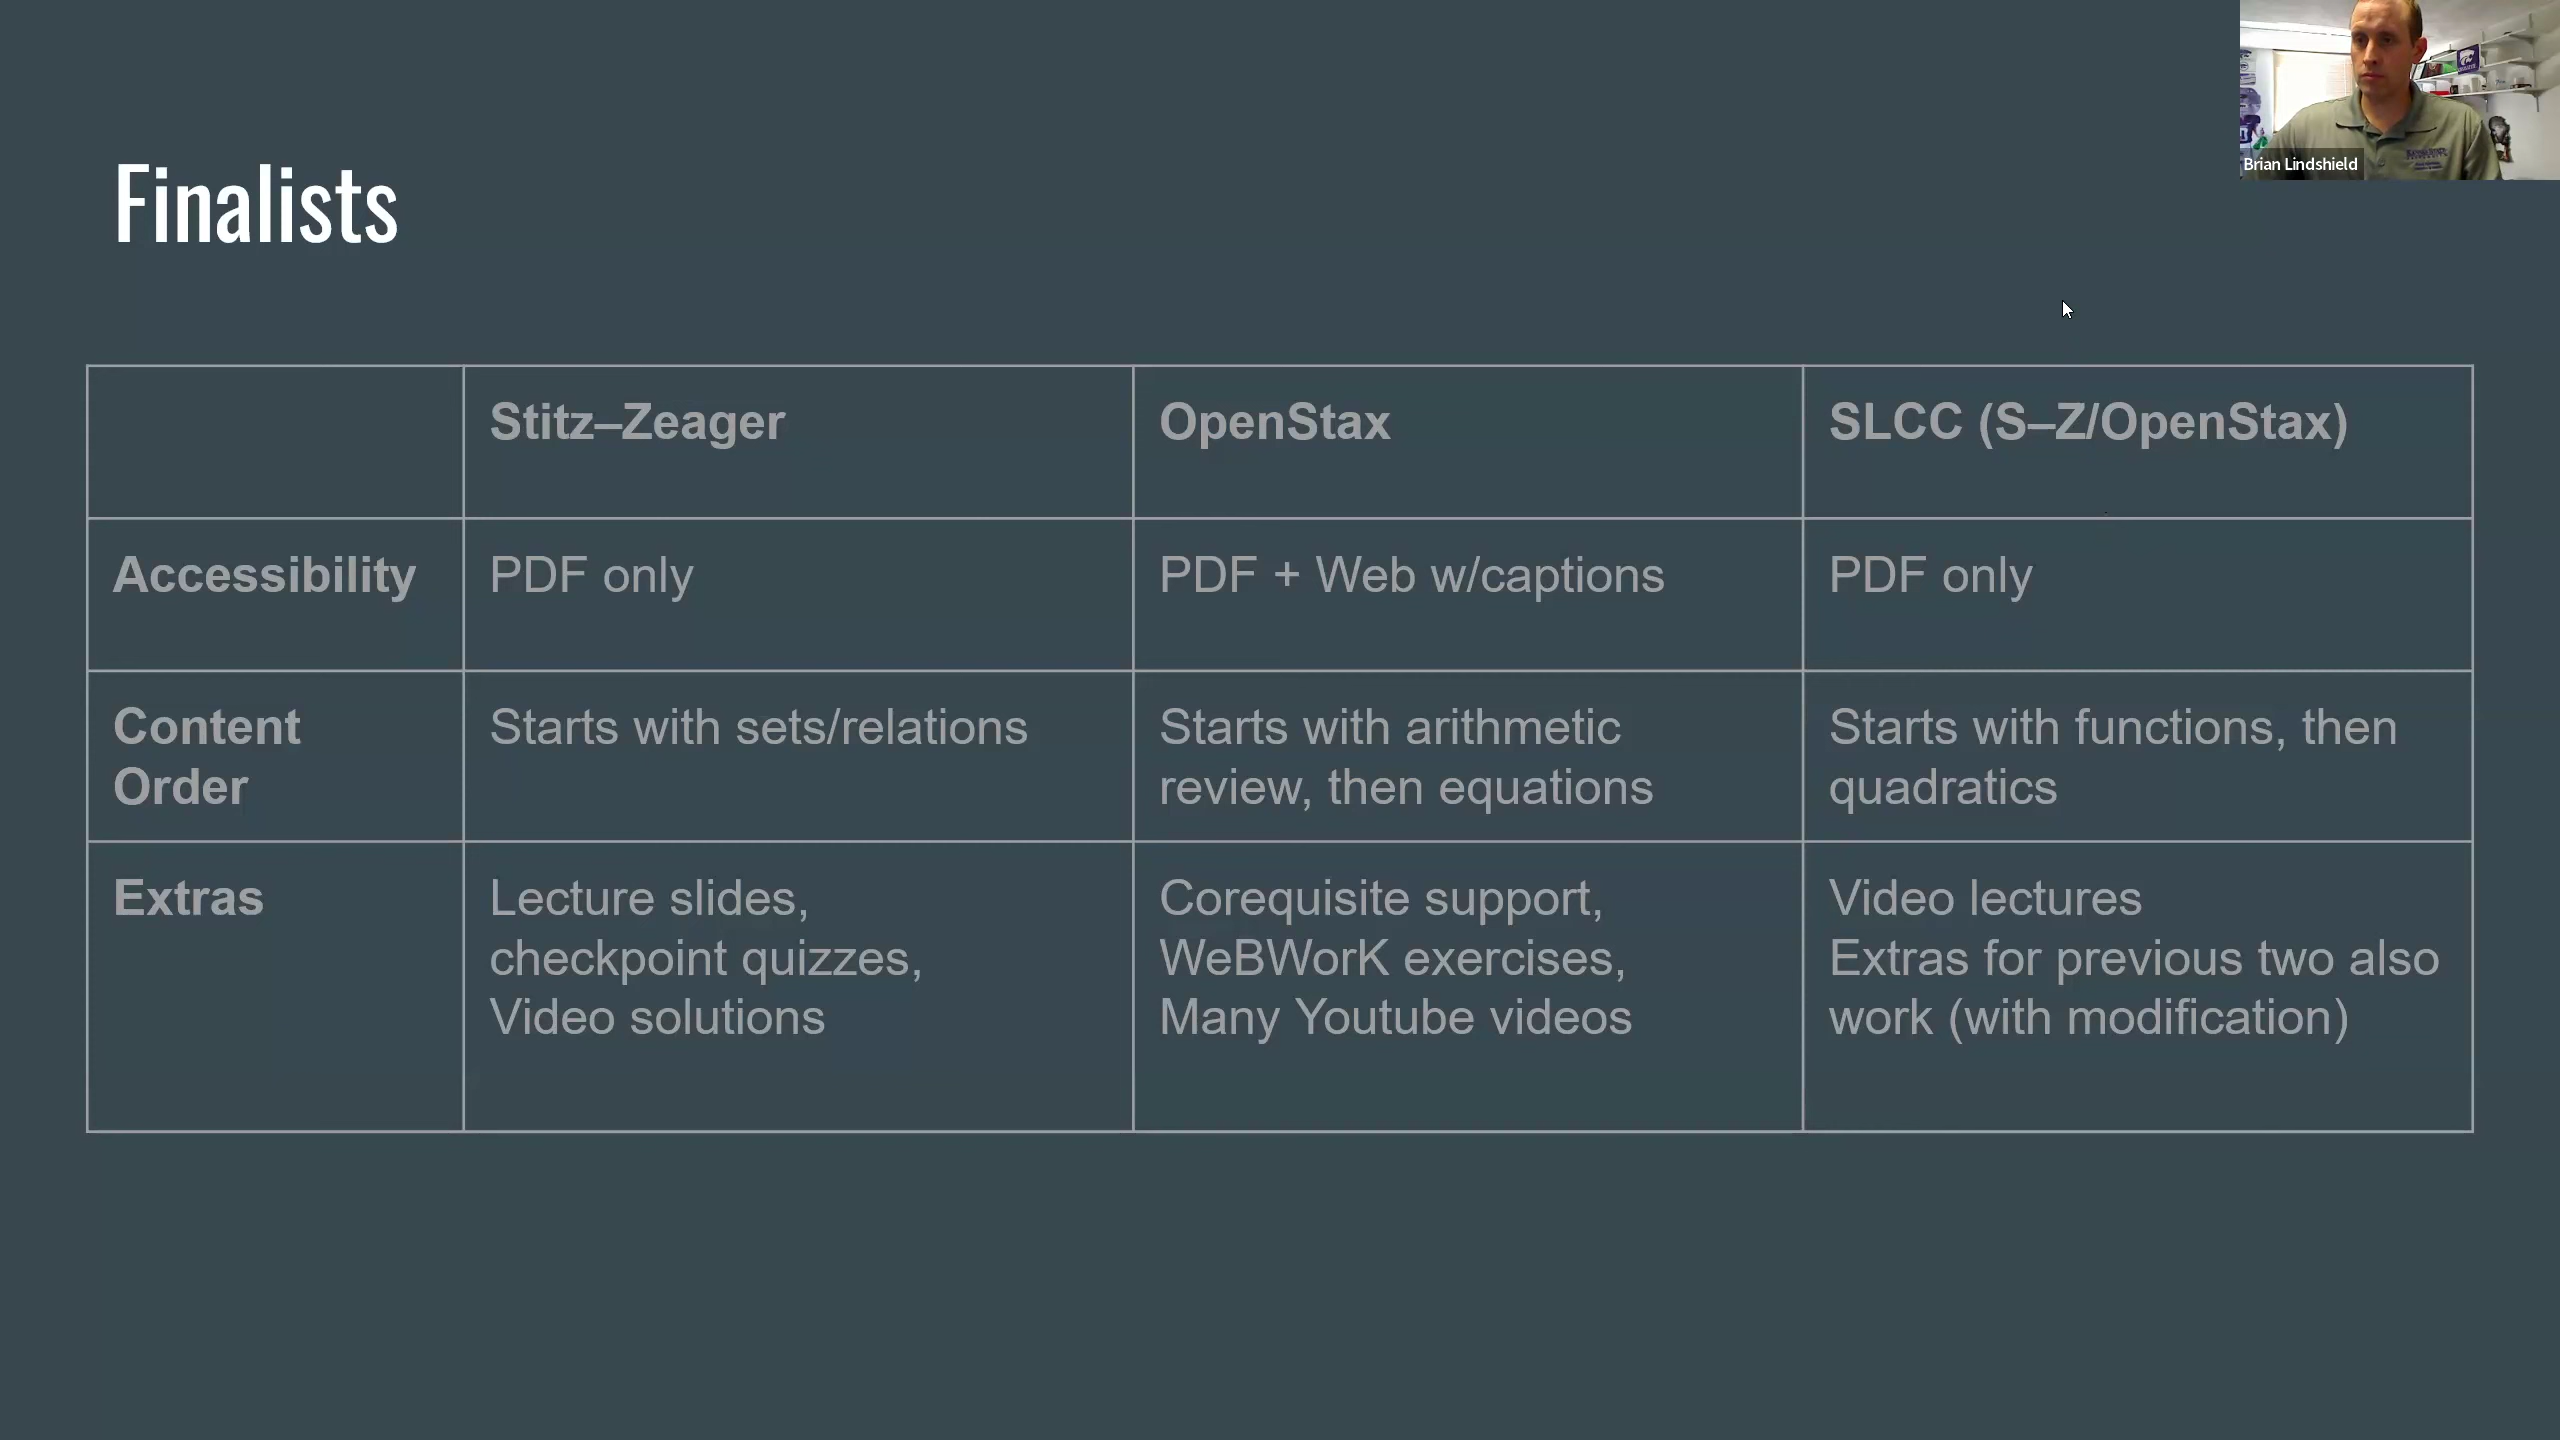 Brian Lindshield
Finalists
Stitz–Zeager
OpenStax
SLCC (S–Z/OpenStax)
Accessibility
PDF only
PDF + Web w/captions
PDF only
Content
Order
Starts with sets/relations
Starts with arithmetic
review, then equations
Starts with functions, then
quadratics
Extras
Lecture slides,
checkpoint quizzes,
Video solutions
Corequisite support,
WeBWorK exercises,
Many Youtube videos
Video lectures
Extras for previous two also
work (with modification)